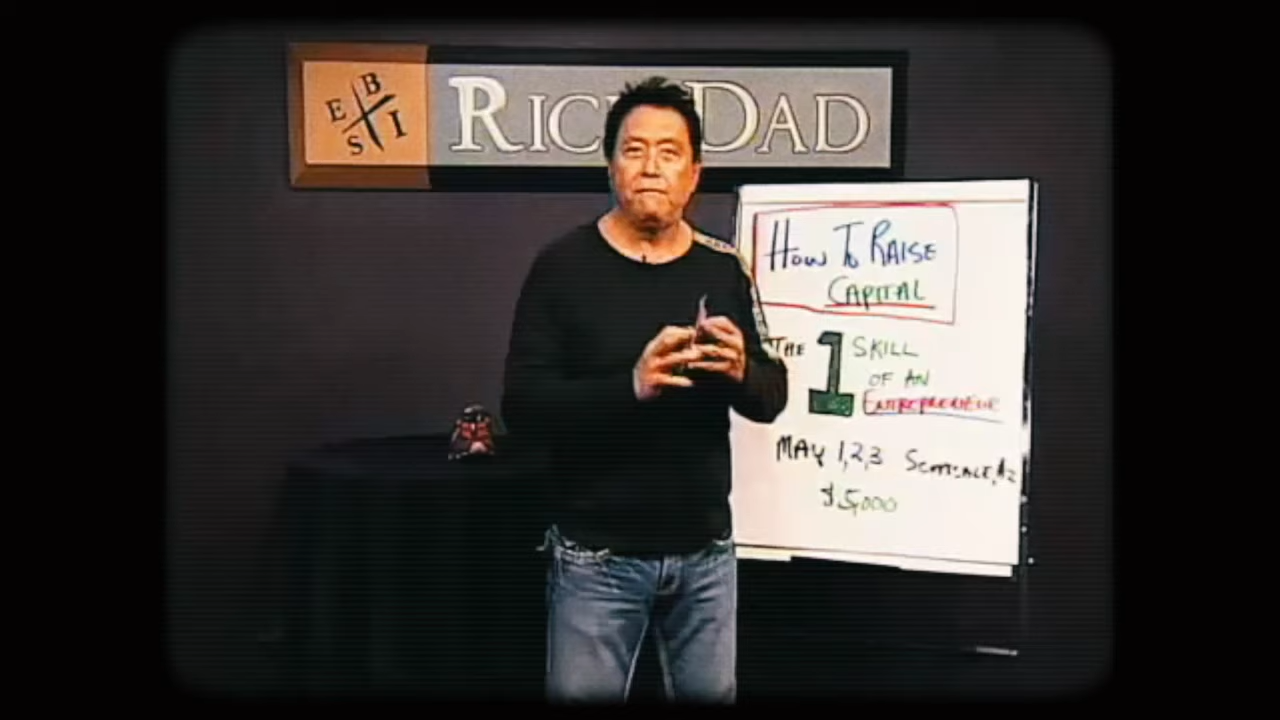 E B I S
RICH DAD
HOW TO RAISE
CAPITAL
THE 1 SKILL
OF AN
ENTREPRENEUR
MAY 1,2,3 SCOTTSDALE, AZ
$5,000